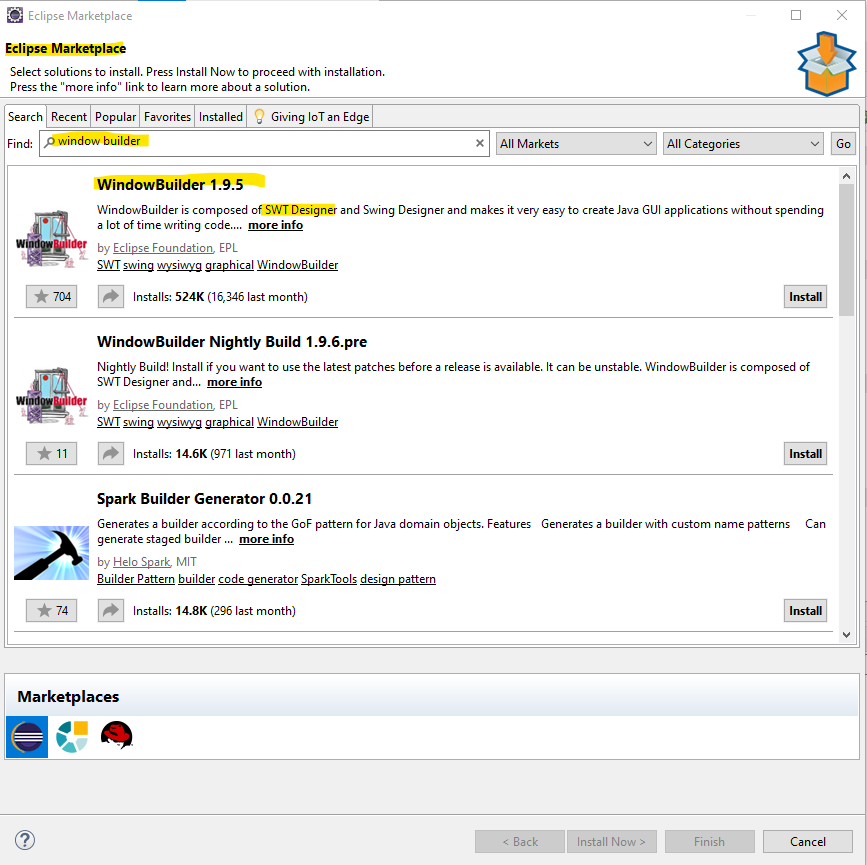 Eclipse Marketplace
Eclipse Marketplace
Select solutions to install. Press Install Now to proceed with installation.
Press the "more info" link to learn more about a solution.
Search Recent Popular Favorites Installed Giving IoT an Edge
Find: window builder All Markets All Categories Go
WindowBuilder 1.9.5
WindowBuilder is composed of SWT Designer and Swing Designer and makes it very easy to create Java GUI applications without spending
a lot of time writing code.... more info
WindowBuilder
by Eclipse Foundation, EPL
SWT swing wysiwyg graphical WindowBuilder
704 Installs: 524K (16,346 last month) Install
WindowBuilder Nightly Build 1.9.6.pre
Nightly Build! Install if you want to use the latest patches before a release is available. It can be unstable. WindowBuilder is composed of
SWT Designer and... more info
WindowBuilder
by Eclipse Foundation, EPL
SWT swing wysiwyg graphical WindowBuilder
11 Installs: 14.6K (971 last month) Install
Spark Builder Generator 0.0.21
Generates a builder according to the GoF pattern for Java domain objects. Features Generates a builder with custom name patterns Can
generate staged builder ... more info
by Helo Spark, MIT
Builder Pattern builder code generator SparkTools design pattern
74 Installs: 14.8K (296 last month) Install
Marketplaces
? < Back Install Now > Finish Cancel